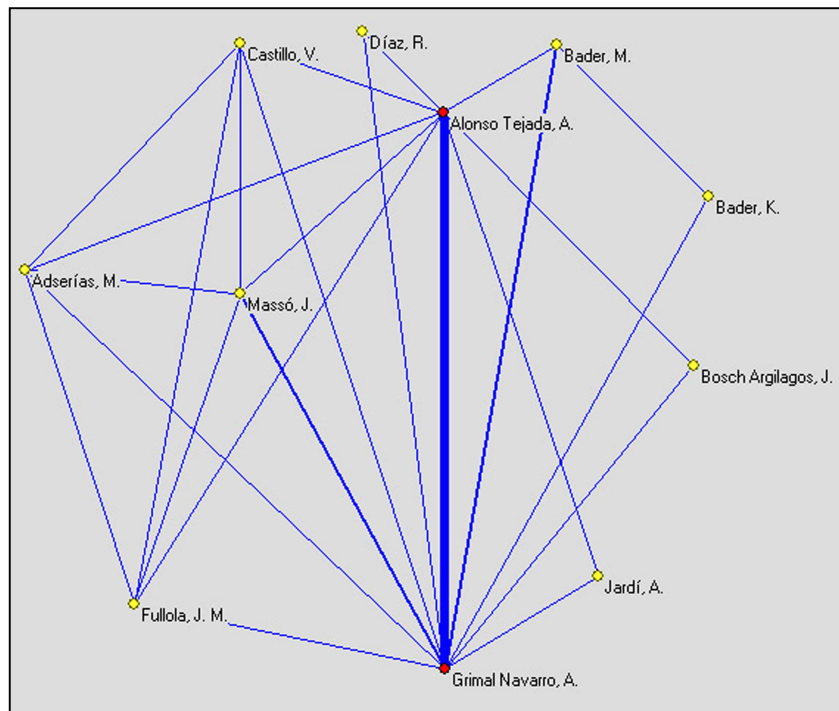 Díaz, R.
Castillo, V.
Bader, M.
Alonso Tejada, A.
Bader, K.
Adserías, M.
Massó, J.
Bosch Argilagos, J.
Jardí, A.
Fullola, J. M.
Grimal Navarro, A.